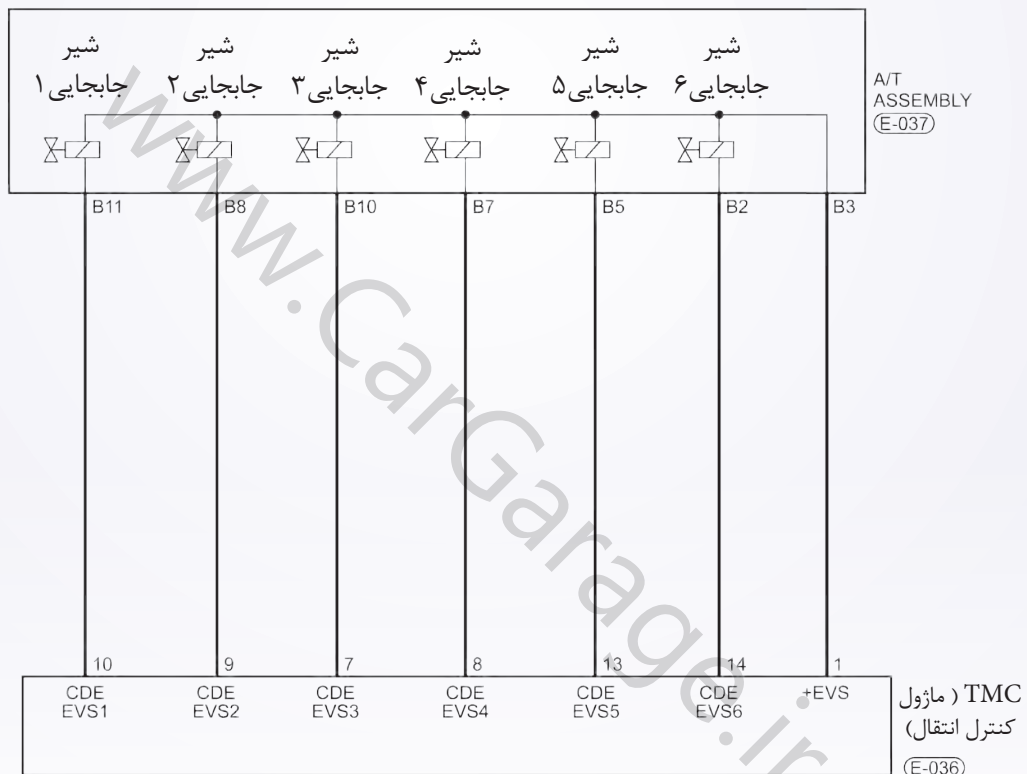 شیر
جابجایی۱
شیر
جابجایی۲
شیر
جابجایی۳
شیر
جابجایی۴
شیر
جابجایی۵
شیر
جابجایی۶
A/T
ASSEMBLY
E-037
B11
B8
B10
B7
B5
B2
B3
www.CarGarage.ir
10
9
7
8
13
14
1
CDE
EVS1
CDE
EVS2
CDE
EVS3
CDE
EVS4
CDE
EVS5
CDE
EVS6
+EVS
TMC ( ماژول
کنترل انتقال)
E-036